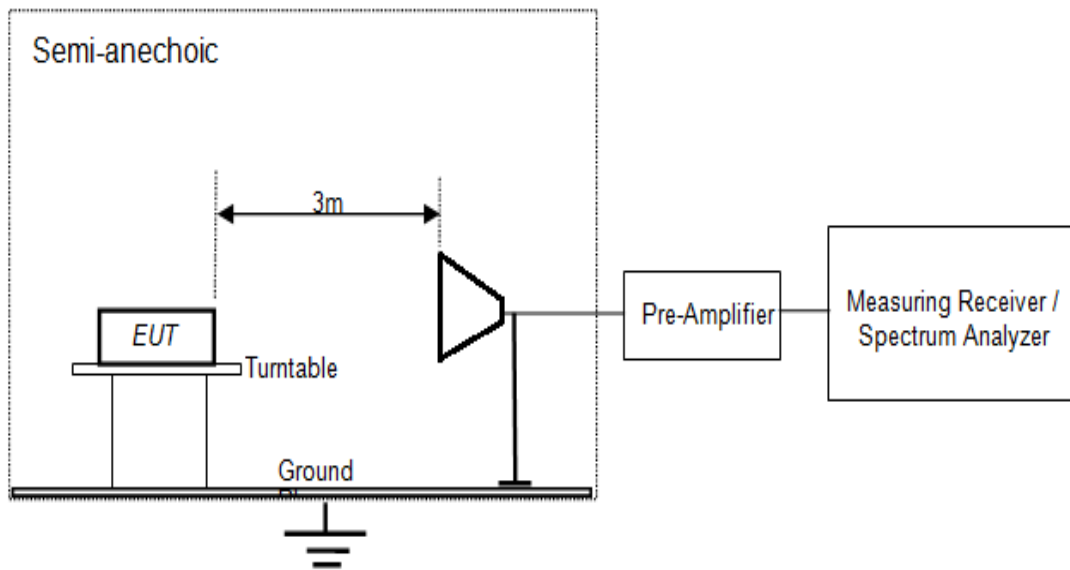 Semi-anechoic
3m
EUT
Turntable
Pre-Amplifier
Measuring Receiver /
Spectrum Analyzer
Ground